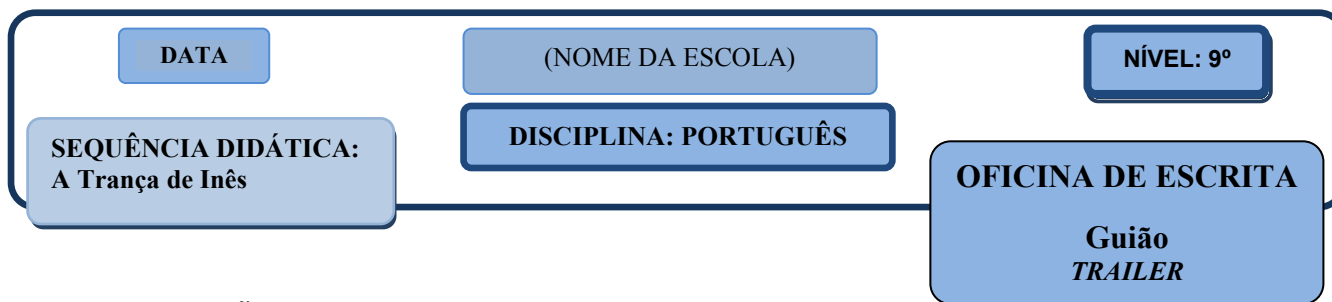 DATA
(NOME DA ESCOLA)
NÍVEL: 9º
SEQUÊNCIA DIDÁTICA:
A Trança de Inês
DISCIPLINA: PORTUGUÊS
OFICINA DE ESCRITA
Guião
TRAILER